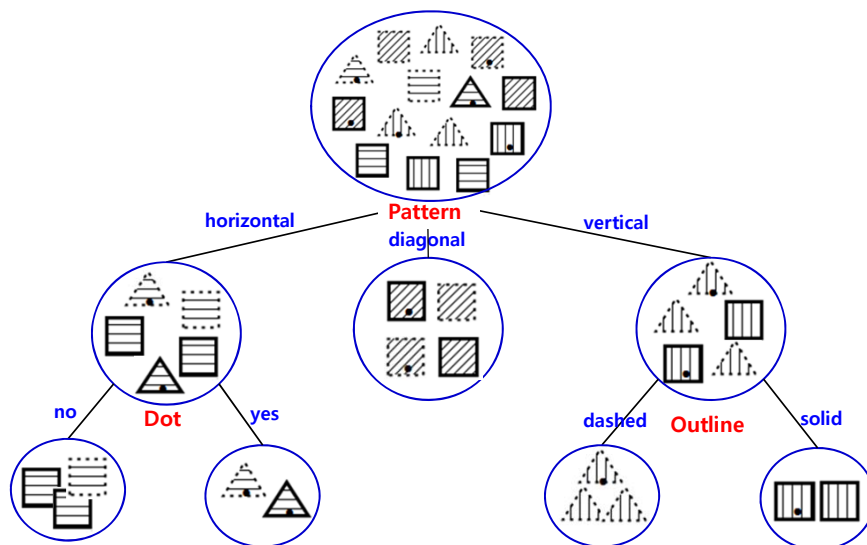 Pattern
horizontal
diagonal
vertical
Dot
Outline
no
yes
dashed
solid